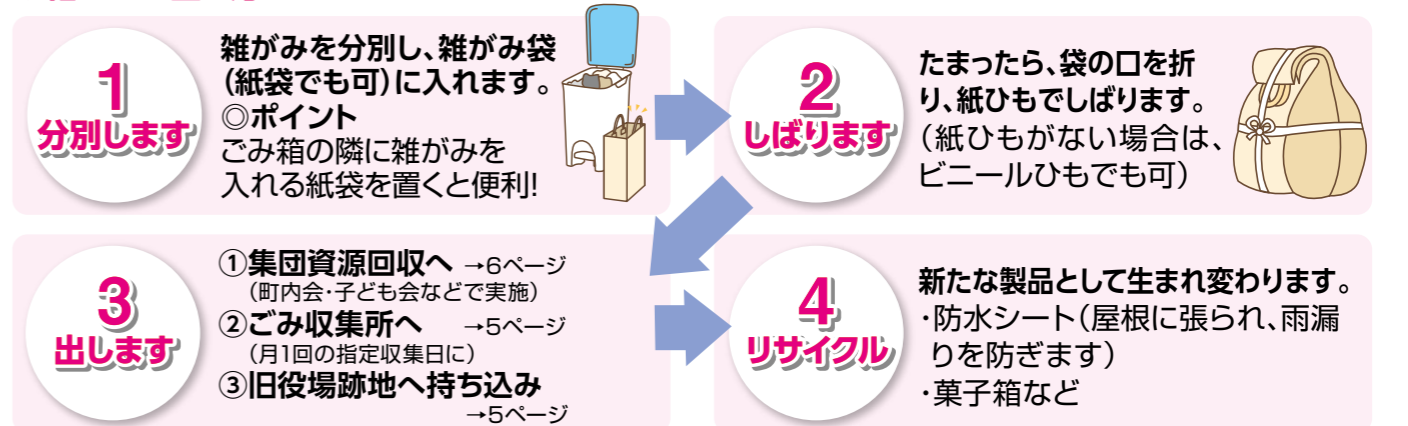 1
分別します
雑がみを分別し、雑がみ袋
(紙袋でも可)に入れます。
◎ポイント
ごみ箱の隣に雑がみを
入れる紙袋を置くと便利!
2
しばります
たまったら、袋の口を折
り、紙ひもでしばります。
(紙ひもがない場合は、
ビニールひもでも可)
3
出します
①集団資源回収へ →6ページ
(町内会・子ども会などで実施)
②ごみ収集所へ →5ページ
(月1回の指定収集日に)
③旧役場跡地へ持ち込み
→5ページ
4
リサイクル
新たな製品として生まれ変わります。
・防水シート(屋根に張られ、雨漏
りを防ぎます)
・菓子箱など